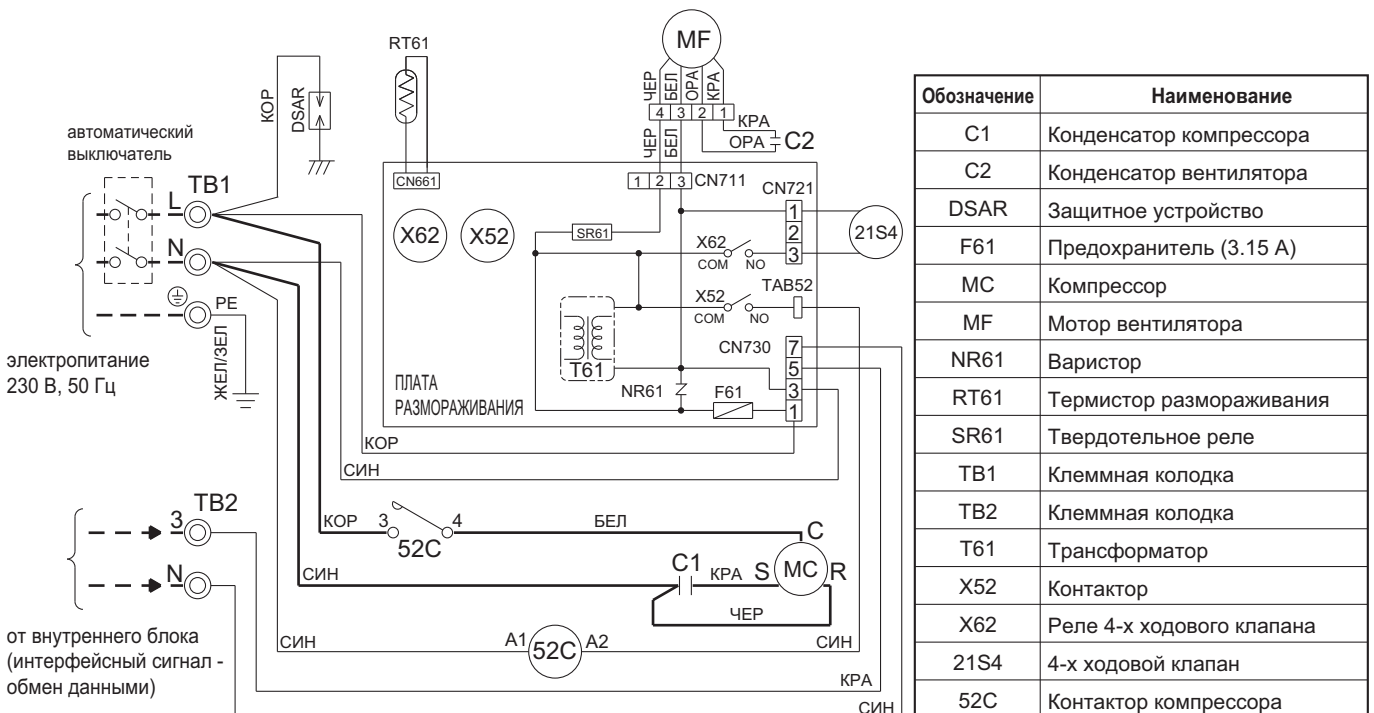 MF
RT61
ЧЕР
БЕЛ
ОРА
КРА
4 3 2 1
КРА
ОРА
C2
ЧЕР
БЕЛ
КОР
DSAR
автоматический
выключатель
TB1
L
N
PE
ЖЕЛ/ЗЕЛ
электропитание
230 В, 50 Гц
CN661
1 2 3
CN711
CN721
1
2
3
21S4
X62
X52
SR61
X62
COM NO
TAB52
X52
COM NO
CN730
7
5
3
1
T61
NR61
F61
ПЛАТА
РАЗМОРАЖИВАНИЯ
КОР
СИН
TB2
3
N
КОР
3
4
52C
БЕЛ
C
СИН
C1
КРА
S
MC
R
ЧЕР
СИН
A1
52C
A2
СИН
КРА
СИН
от внутреннего блока
(интерфейсный сигнал -
обмен данными)
Обозначение Наименование
C1 Конденсатор компрессора
C2 Конденсатор вентилятора
DSAR Защитное устройство
F61 Предохранитель (3.15 А)
MC Компрессор
MF Мотор вентилятора
NR61 Варистор
RT61 Термистор размораживания
SR61 Твердотельное реле
TB1 Клеммная колодка
TB2 Клеммная колодка
T61 Трансформатор
X52 Контактор
X62 Реле 4-х ходового клапана
21S4 4-х ходовой клапан
52C Контактор компрессора